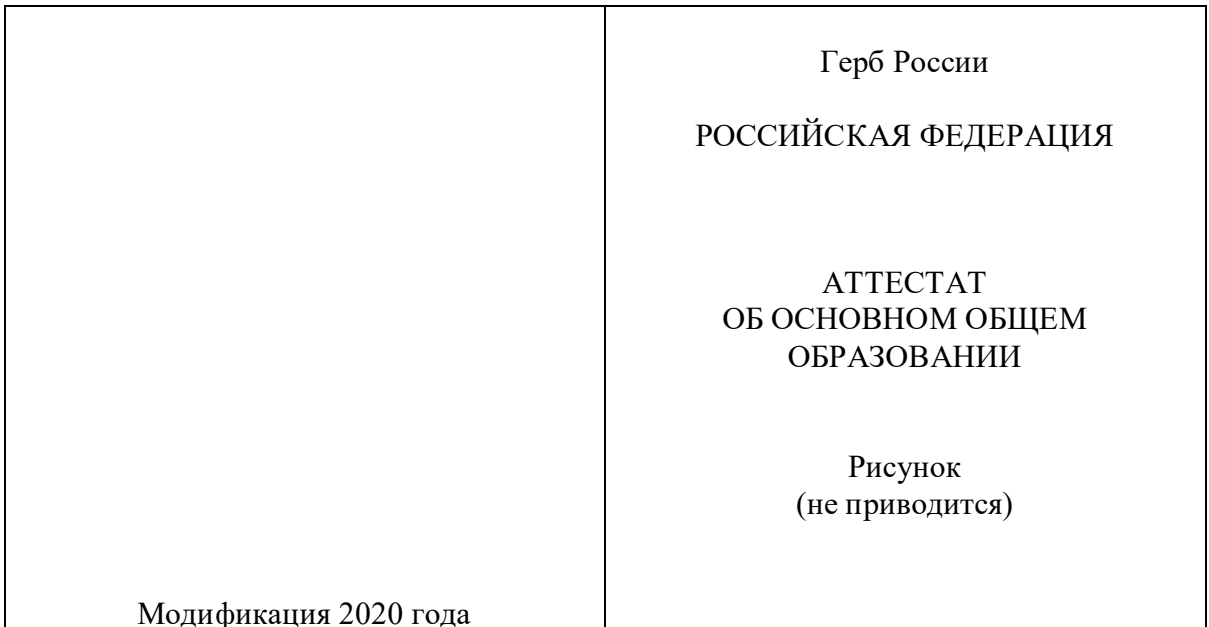 Герб России
РОССИЙСКАЯ ФЕДЕРАЦИЯ
АТТЕСТАТ
ОБ ОСНОВНОМ ОБЩЕМ
ОБРАЗОВАНИИ
Рисунок
(не приводится)
Модификация 2020 года